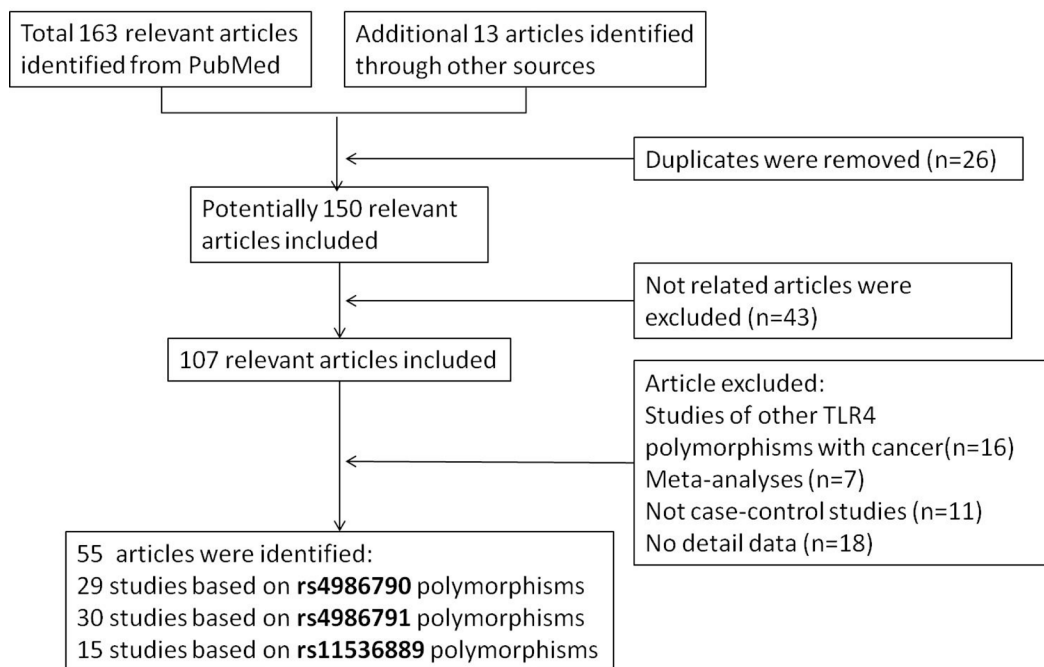 Total 163 relevant articles
identified from PubMed
Additional 13 articles identified
through other sources
Duplicates were removed (n=26)
Potentially 150 relevant
articles included
Not related articles were
excluded (n=43)
107 relevant articles included
Article excluded:
Studies of other TLR4
polymorphisms with cancer(n=16)
Meta-analyses (n=7)
Not case-control studies (n=11)
No detail data (n=18)
55 articles were identified:
29 studies based on rs4986790 polymorphisms
30 studies based on rs4986791 polymorphisms
15 studies based on rs11536889 polymorphisms